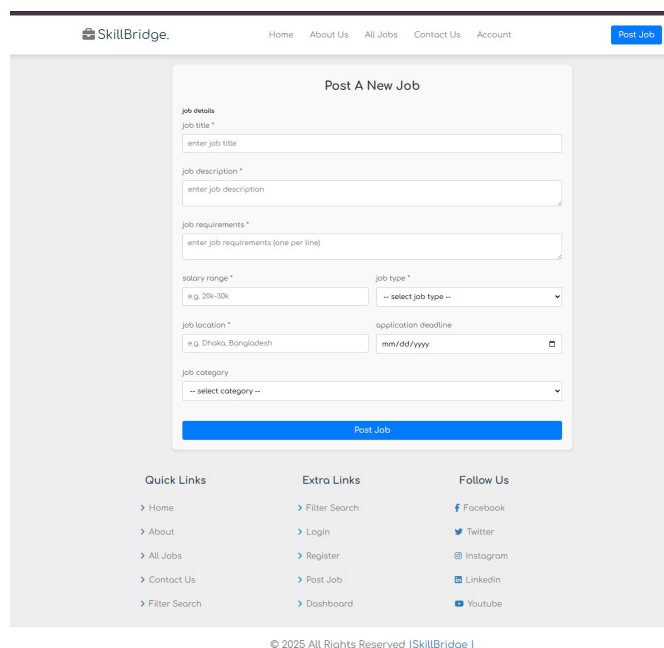 SkillBridge. Home About Us All Jobs Contact Us Account Post Job
Post A New Job
job details
job title *
enter job title
job description *
enter job description
job requirements *
enter job requirements (one per line)
salary range * job type *
e.g. 20k-30k -- select job type --
job location * application deadline
e.g. Dhaka, Bangladesh mm/dd/yyyy
job category
-- select category --
Post Job
Quick Links Extra Links Follow Us
Home Filter Search Facebook
About Login Twitter
All Jobs Register Instagram
Contact Us Post Job Linkedin
Filter Search Dashboard Youtube
© 2025 All Rights Reserved |SkillBridge |